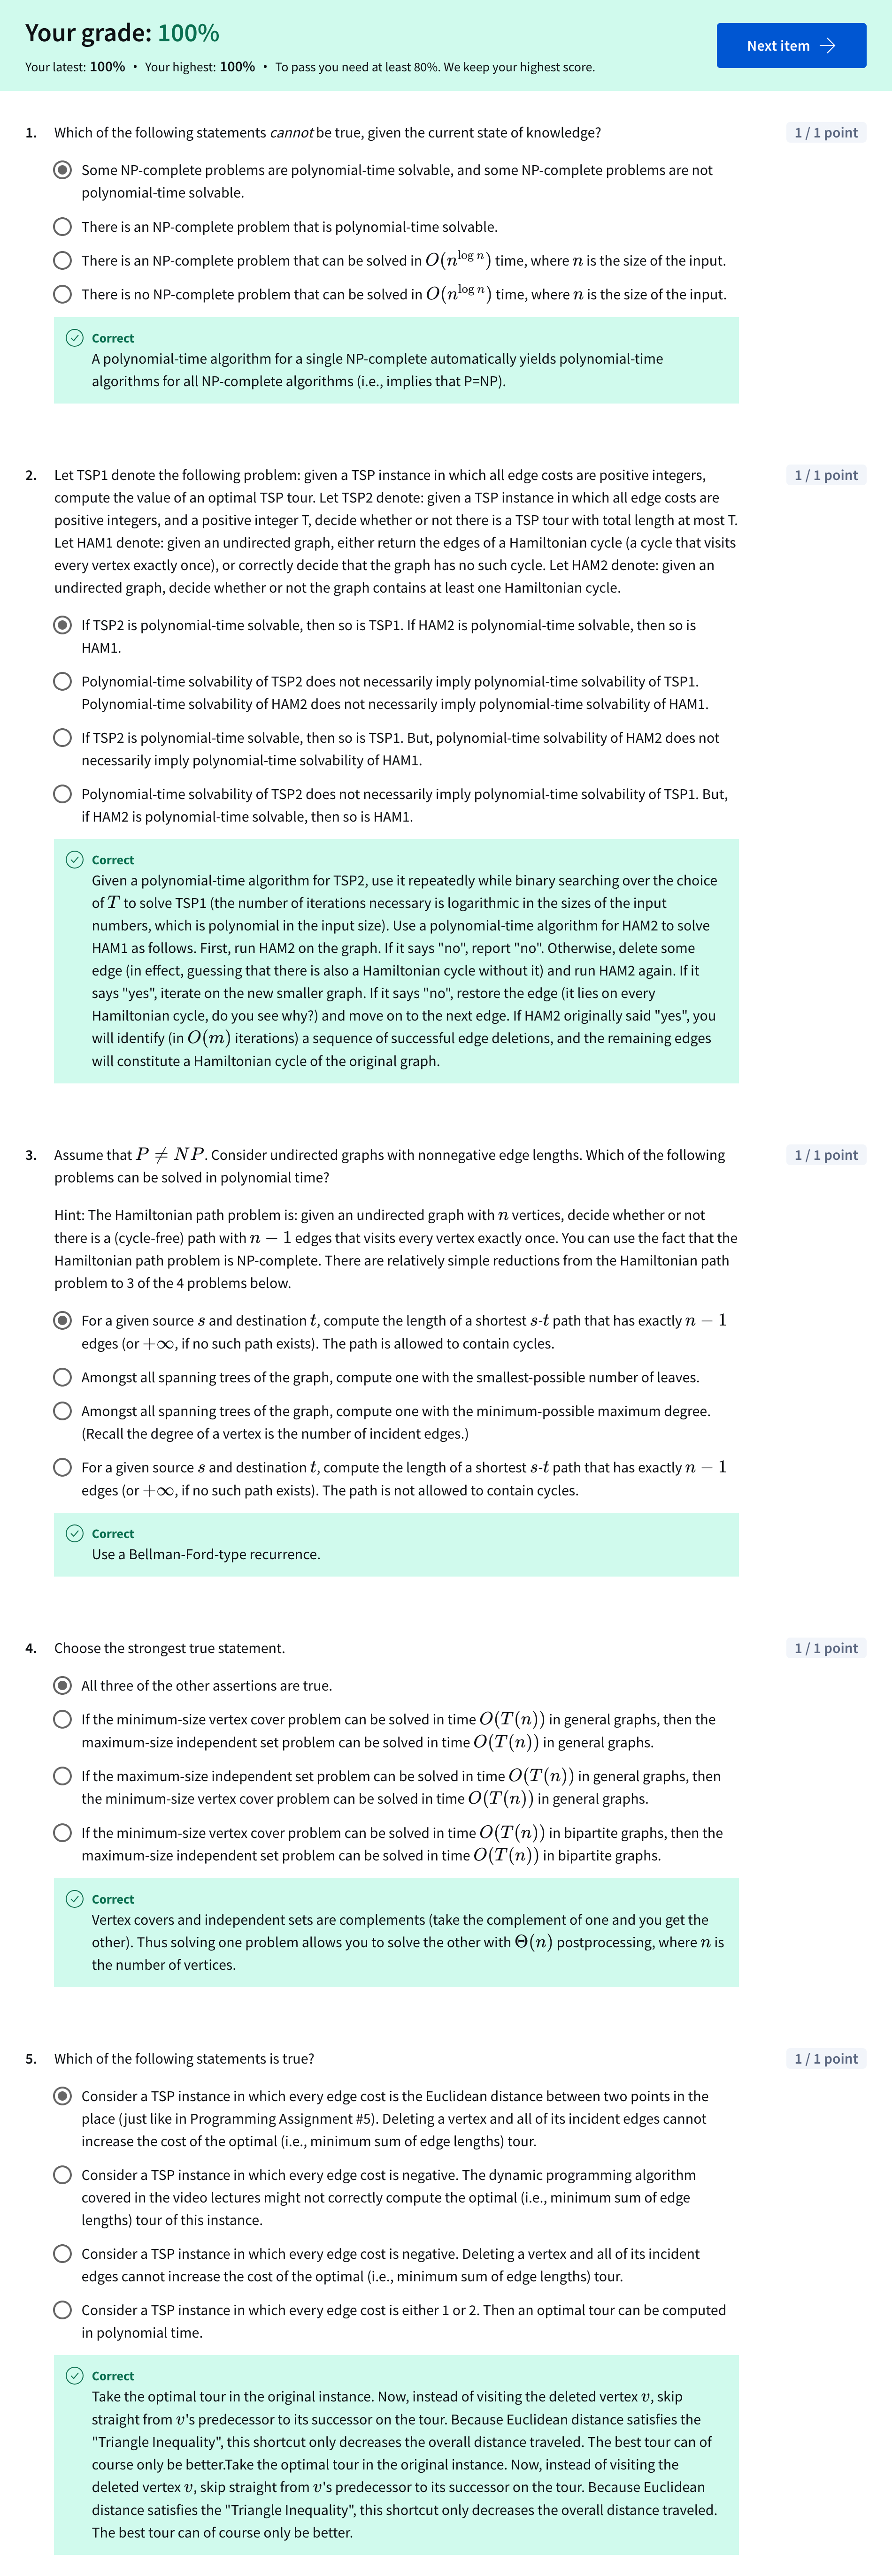 Your grade: 100%
Next item →
Your latest: 100% • Your highest: 100% • To pass you need at least 80%. We keep your highest score.
1. Which of the following statements cannot be true, given the current state of knowledge? 1 / 1 point
Some NP-complete problems are polynomial-time solvable, and some NP-complete problems are not
polynomial-time solvable.
There is an NP-complete problem that is polynomial-time solvable.
There is an NP-complete problem that can be solved in O(n^{log n}) time, where n is the size of the input.
There is no NP-complete problem that can be solved in O(n^{log n}) time, where n is the size of the input.
Correct
A polynomial-time algorithm for a single NP-complete automatically yields polynomial-time
algorithms for all NP-complete algorithms (i.e., implies that P=NP).
2. Let TSP1 denote the following problem: given a TSP instance in which all edge costs are positive integers, 1 / 1 point
compute the value of an optimal TSP tour. Let TSP2 denote: given a TSP instance in which all edge costs are
positive integers, and a positive integer T, decide whether or not there is a TSP tour with total length at most T.
Let HAM1 denote: given an undirected graph, either return the edges of a Hamiltonian cycle (a cycle that visits
every vertex exactly once), or correctly decide that the graph has no such cycle. Let HAM2 denote: given an
undirected graph, decide whether or not the graph contains at least one Hamiltonian cycle.
If TSP2 is polynomial-time solvable, then so is TSP1. If HAM2 is polynomial-time solvable, then so is
HAM1.
Polynomial-time solvability of TSP2 does not necessarily imply polynomial-time solvability of TSP1.
Polynomial-time solvability of HAM2 does not necessarily imply polynomial-time solvability of HAM1.
If TSP2 is polynomial-time solvable, then so is TSP1. But, polynomial-time solvability of HAM2 does not
necessarily imply polynomial-time solvability of HAM1.
Polynomial-time solvability of TSP2 does not necessarily imply polynomial-time solvability of TSP1. But,
if HAM2 is polynomial-time solvable, then so is HAM1.
Correct
Given a polynomial-time algorithm for TSP2, use it repeatedly while binary searching over the choice
of T to solve TSP1 (the number of iterations necessary is logarithmic in the sizes of the input
numbers, which is polynomial in the input size). Use a polynomial-time algorithm for HAM2 to solve
HAM1 as follows. First, run HAM2 on the graph. If it says "no", report "no". Otherwise, delete some
edge (in effect, guessing that there is also a Hamiltonian cycle without it) and run HAM2 again. If it
says "yes", iterate on the new smaller graph. If it says "no", restore the edge (it lies on every
Hamiltonian cycle, do you see why?) and move on to the next edge. If HAM2 originally said "yes", you
will identify (in O(m) iterations) a sequence of successful edge deletions, and the remaining edges
will constitute a Hamiltonian cycle of the original graph.
3. Assume that P ≠ NP. Consider undirected graphs with nonnegative edge lengths. Which of the following 1 / 1 point
problems can be solved in polynomial time?
Hint: The Hamiltonian path problem is: given an undirected graph with n vertices, decide whether or not
there is a (cycle-free) path with n − 1 edges that visits every vertex exactly once. You can use the fact that the
Hamiltonian path problem is NP-complete. There are relatively simple reductions from the Hamiltonian path
problem to 3 of the 4 problems below.
For a given source s and destination t, compute the length of a shortest s-t path that has exactly n − 1
edges (or +∞, if no such path exists). The path is allowed to contain cycles.
Amongst all spanning trees of the graph, compute one with the smallest-possible number of leaves.
Amongst all spanning trees of the graph, compute one with the minimum-possible maximum degree.
(Recall the degree of a vertex is the number of incident edges.)
For a given source s and destination t, compute the length of a shortest s-t path that has exactly n − 1
edges (or +∞, if no such path exists). The path is not allowed to contain cycles.
Correct
Use a Bellman-Ford-type recurrence.
4. Choose the strongest true statement. 1 / 1 point
All three of the other assertions are true.
If the minimum-size vertex cover problem can be solved in time O(T(n)) in general graphs, then the
maximum-size independent set problem can be solved in time O(T(n)) in general graphs.
If the maximum-size independent set problem can be solved in time O(T(n)) in general graphs, then
the minimum-size vertex cover problem can be solved in time O(T(n)) in general graphs.
If the minimum-size vertex cover problem can be solved in time O(T(n)) in bipartite graphs, then the
maximum-size independent set problem can be solved in time O(T(n)) in bipartite graphs.
Correct
Vertex covers and independent sets are complements (take the complement of one and you get the
other). Thus solving one problem allows you to solve the other with Θ(n) postprocessing, where n is
the number of vertices.
5. Which of the following statements is true? 1 / 1 point
Consider a TSP instance in which every edge cost is the Euclidean distance between two points in the
place (just like in Programming Assignment #5). Deleting a vertex and all of its incident edges cannot
increase the cost of the optimal (i.e., minimum sum of edge lengths) tour.
Consider a TSP instance in which every edge cost is negative. The dynamic programming algorithm
covered in the video lectures might not correctly compute the optimal (i.e., minimum sum of edge
lengths) tour of this instance.
Consider a TSP instance in which every edge cost is negative. Deleting a vertex and all of its incident
edges cannot increase the cost of the optimal (i.e., minimum sum of edge lengths) tour.
Consider a TSP instance in which every edge cost is either 1 or 2. Then an optimal tour can be computed
in polynomial time.
Correct
Take the optimal tour in the original instance. Now, instead of visiting the deleted vertex v, skip
straight from v's predecessor to its successor on the tour. Because Euclidean distance satisfies the
"Triangle Inequality", this shortcut only decreases the overall distance traveled. The best tour can of
course only be better.Take the optimal tour in the original instance. Now, instead of visiting the
deleted vertex v, skip straight from v's predecessor to its successor on the tour. Because Euclidean
distance satisfies the "Triangle Inequality", this shortcut only decreases the overall distance traveled.
The best tour can of course only be better.